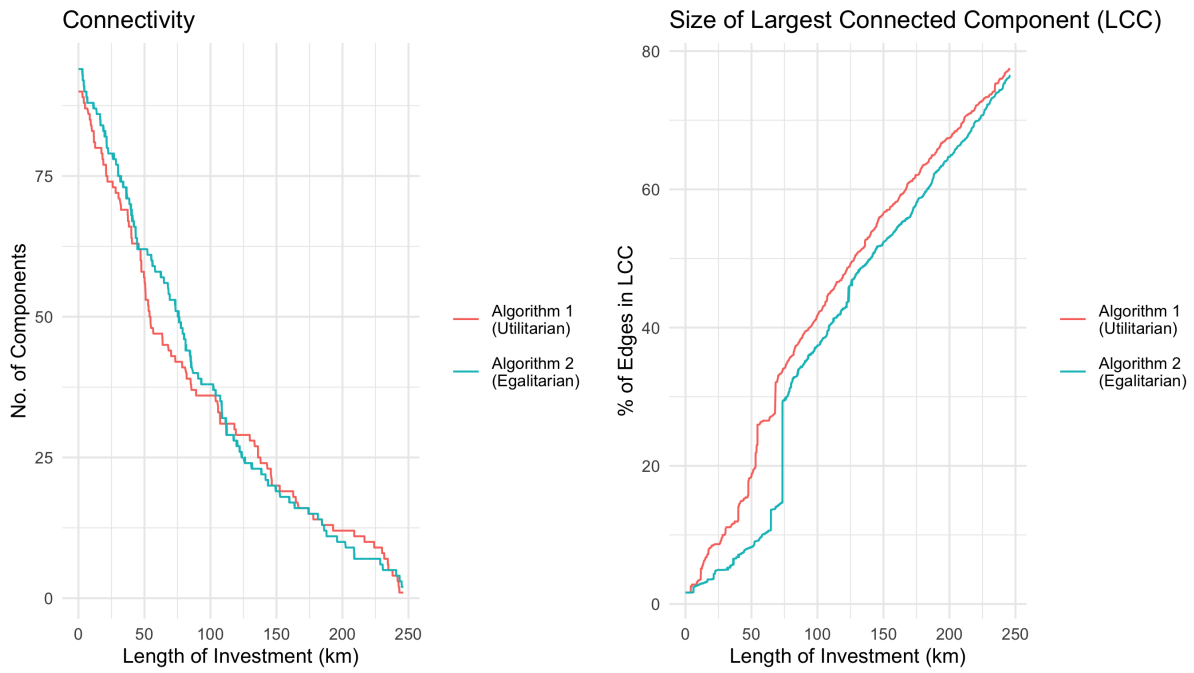 Connectivity
No. of Components
75
50
25
0
0 50 100 150 200 250
Length of Investment (km)
Algorithm 1
(Utilitarian)
Algorithm 2
(Egalitarian)
Size of Largest Connected Component (LCC)
% of Edges in LCC
80
60
40
20
0
0 50 100 150 200 250
Length of Investment (km)
Algorithm 1
(Utilitarian)
Algorithm 2
(Egalitarian)